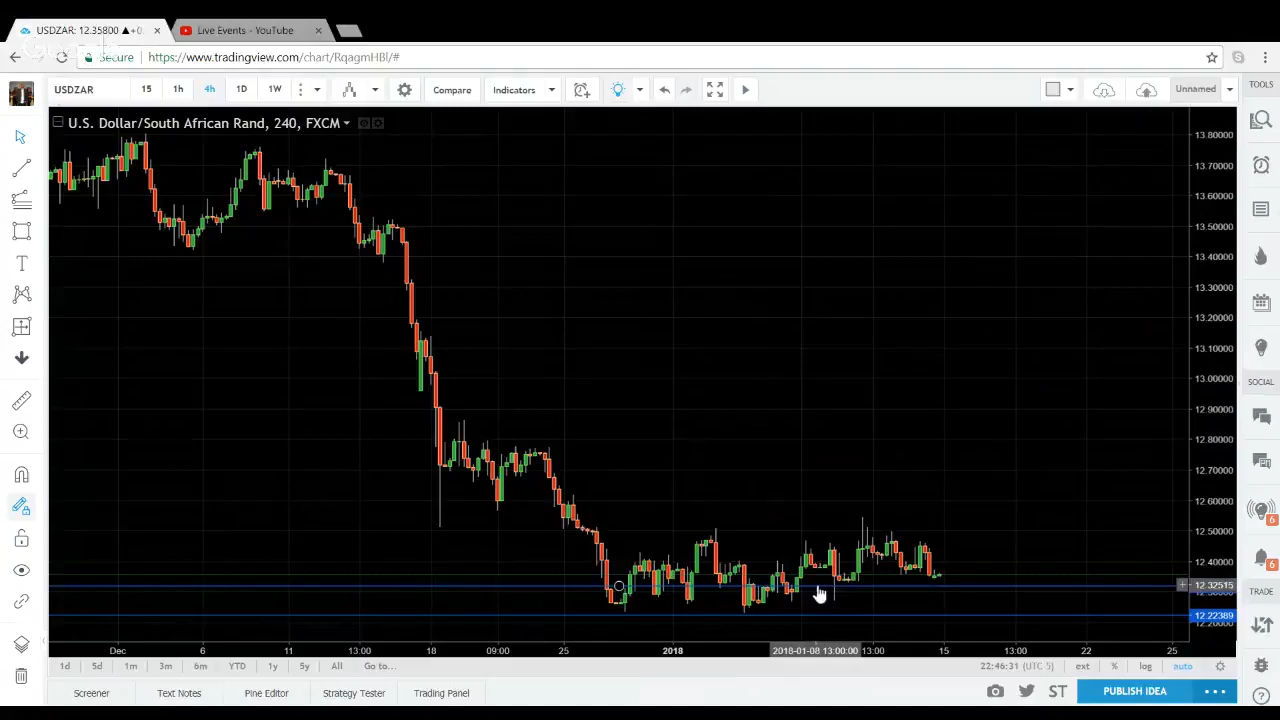 USDZAR: 12.35800 ▲+0.
Live Events - YouTube
Secure
https://www.tradingview.com/chart/RqagmHBl/#
USDZAR 15 1h 4h 1D 1W Compare Indicators Unnamed TOOLS
U.S. Dollar/South African Rand, 240, FXCM
13.80000
13.70000
13.60000
13.50000
13.40000
13.30000
13.20000
13.10000
13.00000
12.90000
12.80000
12.70000
12.60000
12.50000
12.40000
12.32515
12.22389
SOCIAL
6
6
TRADE
Dec 6 11 13:00 18 09:00 25 2018 2018-01-08 13:00:00 13:00 15 13:00 22 25
1d 5d 1m 3m 6m YTD 1y 5y All Go to... 22:46:31 (UTC 5) ext % log auto
Screener Text Notes Pine Editor Strategy Tester Trading Panel ST PUBLISH IDEA